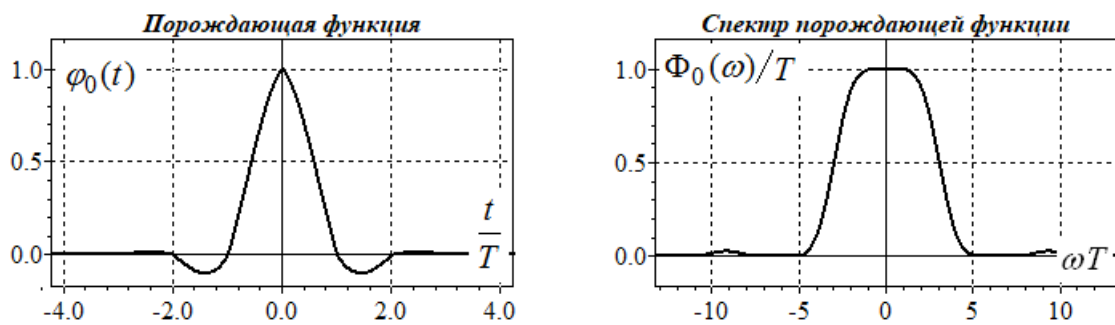 Порождающая функция
φ₀(t)
1.0
0.5
0.0
t/T
-4.0 -2.0 0.0 2.0 4.0
Спектр порождающей функции
Φ₀(ω)/T
1.0
0.5
0.0
ωT
-10 -5 0 5 10